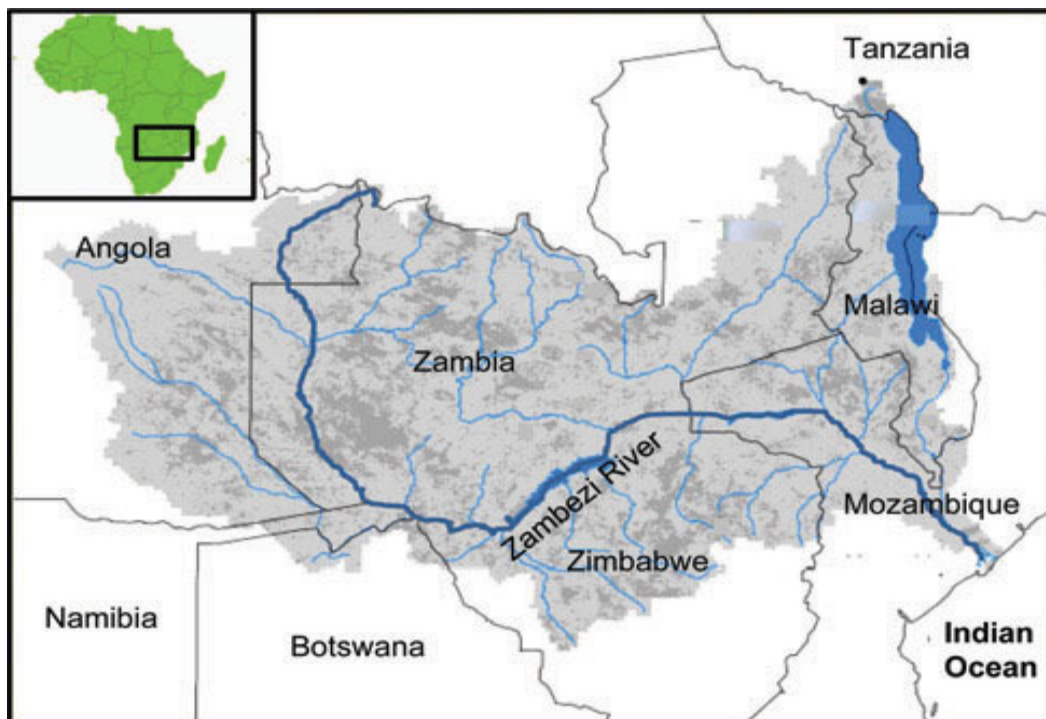 Tanzania
Angola
Malawi
Zambia
Zambezi River
Mozambique
Zimbabwe
Namibia
Botswana
Indian
Ocean